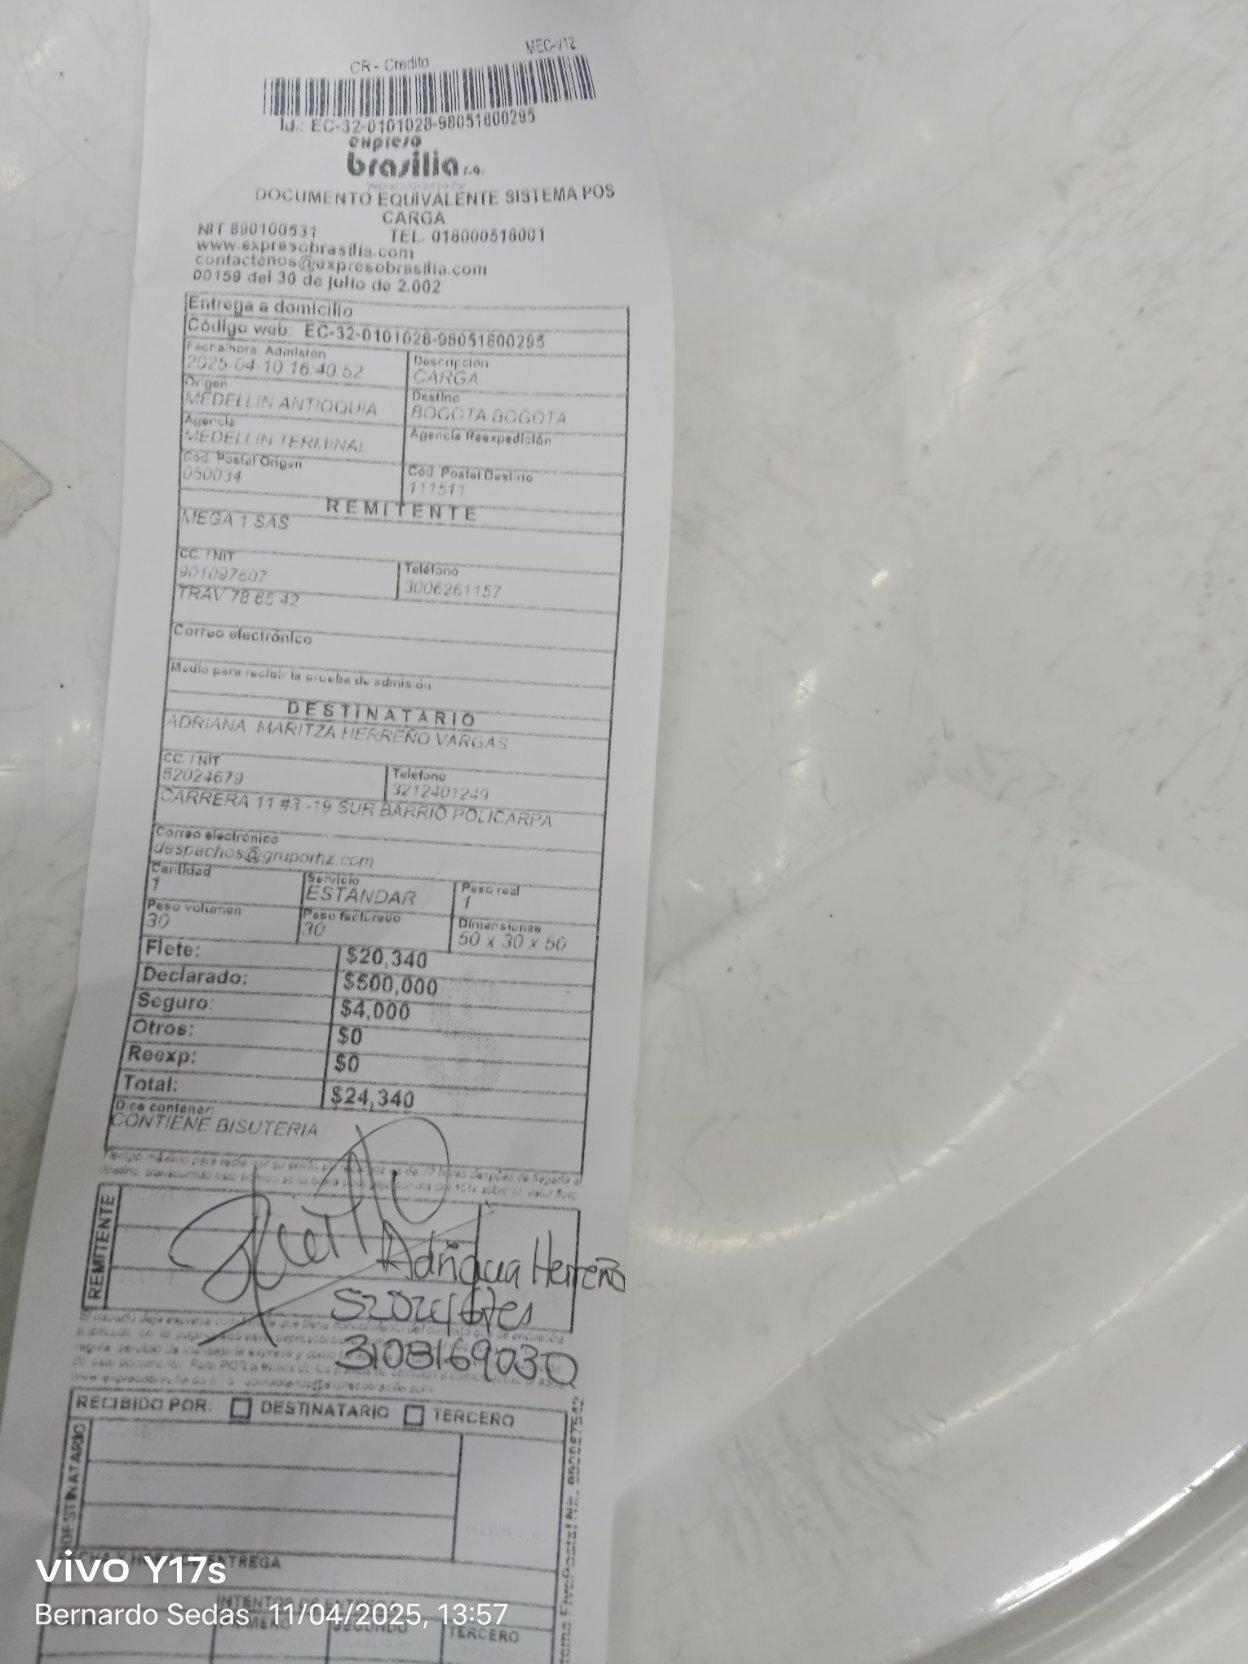 MEC-V12
CR - Credito
Id.: EC-32-0101028-98051800295
expreso
brasilia s.a.
DOCUMENTO EQUIVALENTE SISTEMA POS
CARGA
NIT 890100531 TEL. 018000518001
www.expresobrasilia.com
contactenos@expresobrasilia.com
00159 del 30 de julio de 2.002
Entrega a domicilio
Código web: EC-32-0101028-98051800295
Fecha/hora Admisión Descripción
2025-04-10 16:40:52 CARGA
Origen Destino
MEDELLIN ANTIOQUIA BOGOTA BOGOTA
Agencia Agencia Reexpedición
MEDELLIN TERMINAL
Cód. Postal Origen Cód. Postal Destino
050034 111511
REMITENTE
MEGA 1 SAS
CC. / NIT Teléfono
901097607 3006261157
TRAV 78 65 42
Correo electrónico
Medio para recibir la prueba de admisión
DESTINATARIO
ADRIANA MARITZA HERREÑO VARGAS
CC. / NIT Teléfono
52024679 3212401249
CARRERA 11 #3 -19 SUR BARRIO POLICARPA
Correo electrónico
despachos@gruporhz.com
Cantidad Servicio Peso real
1 ESTANDAR 1
Peso volumen Peso facturado Dimensiones
30 30 50 x 30 x 50
Flete: $20,340
Declarado: $500,000
Seguro: $4,000
Otros: $0
Reexp: $0
Total: $24,340
Dice contener:
CONTIENE BISUTERIA
REMITENTE
Herreño
3108169030
RECIBIDO POR: DESTINATARIO TERCERO
DESTINATARIO
ENTREGA
PRIMERO SEGUNDO TERCERO
vivo Y17s
Bernardo Sedas 11/04/2025, 13:57